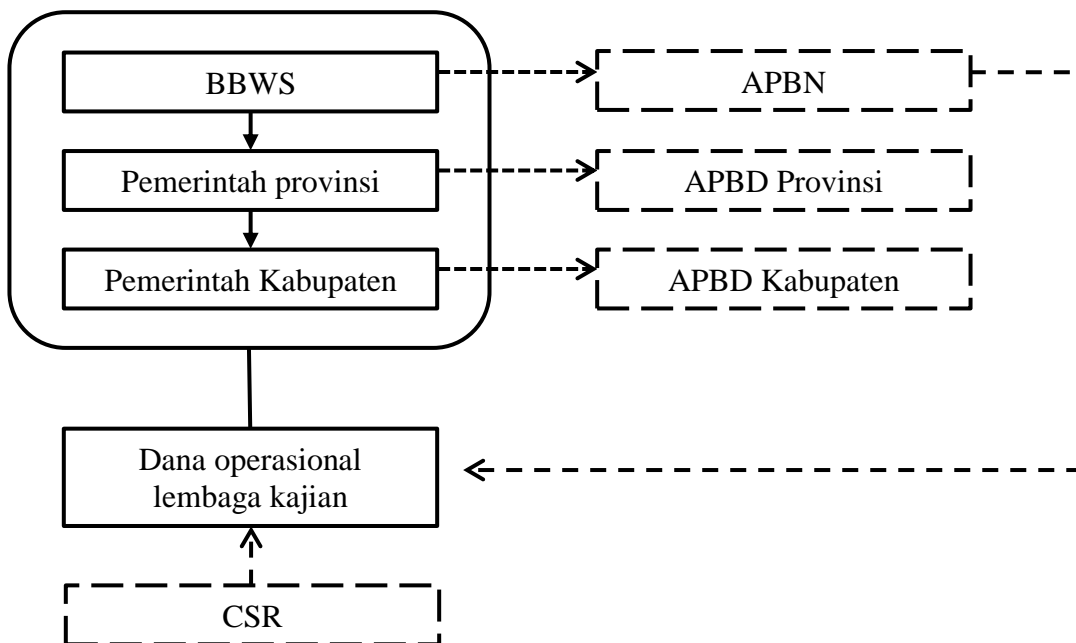 BBWS
APBN
Pemerintah provinsi
APBD Provinsi
Pemerintah Kabupaten
APBD Kabupaten
Dana operasional
lembaga kajian
CSR